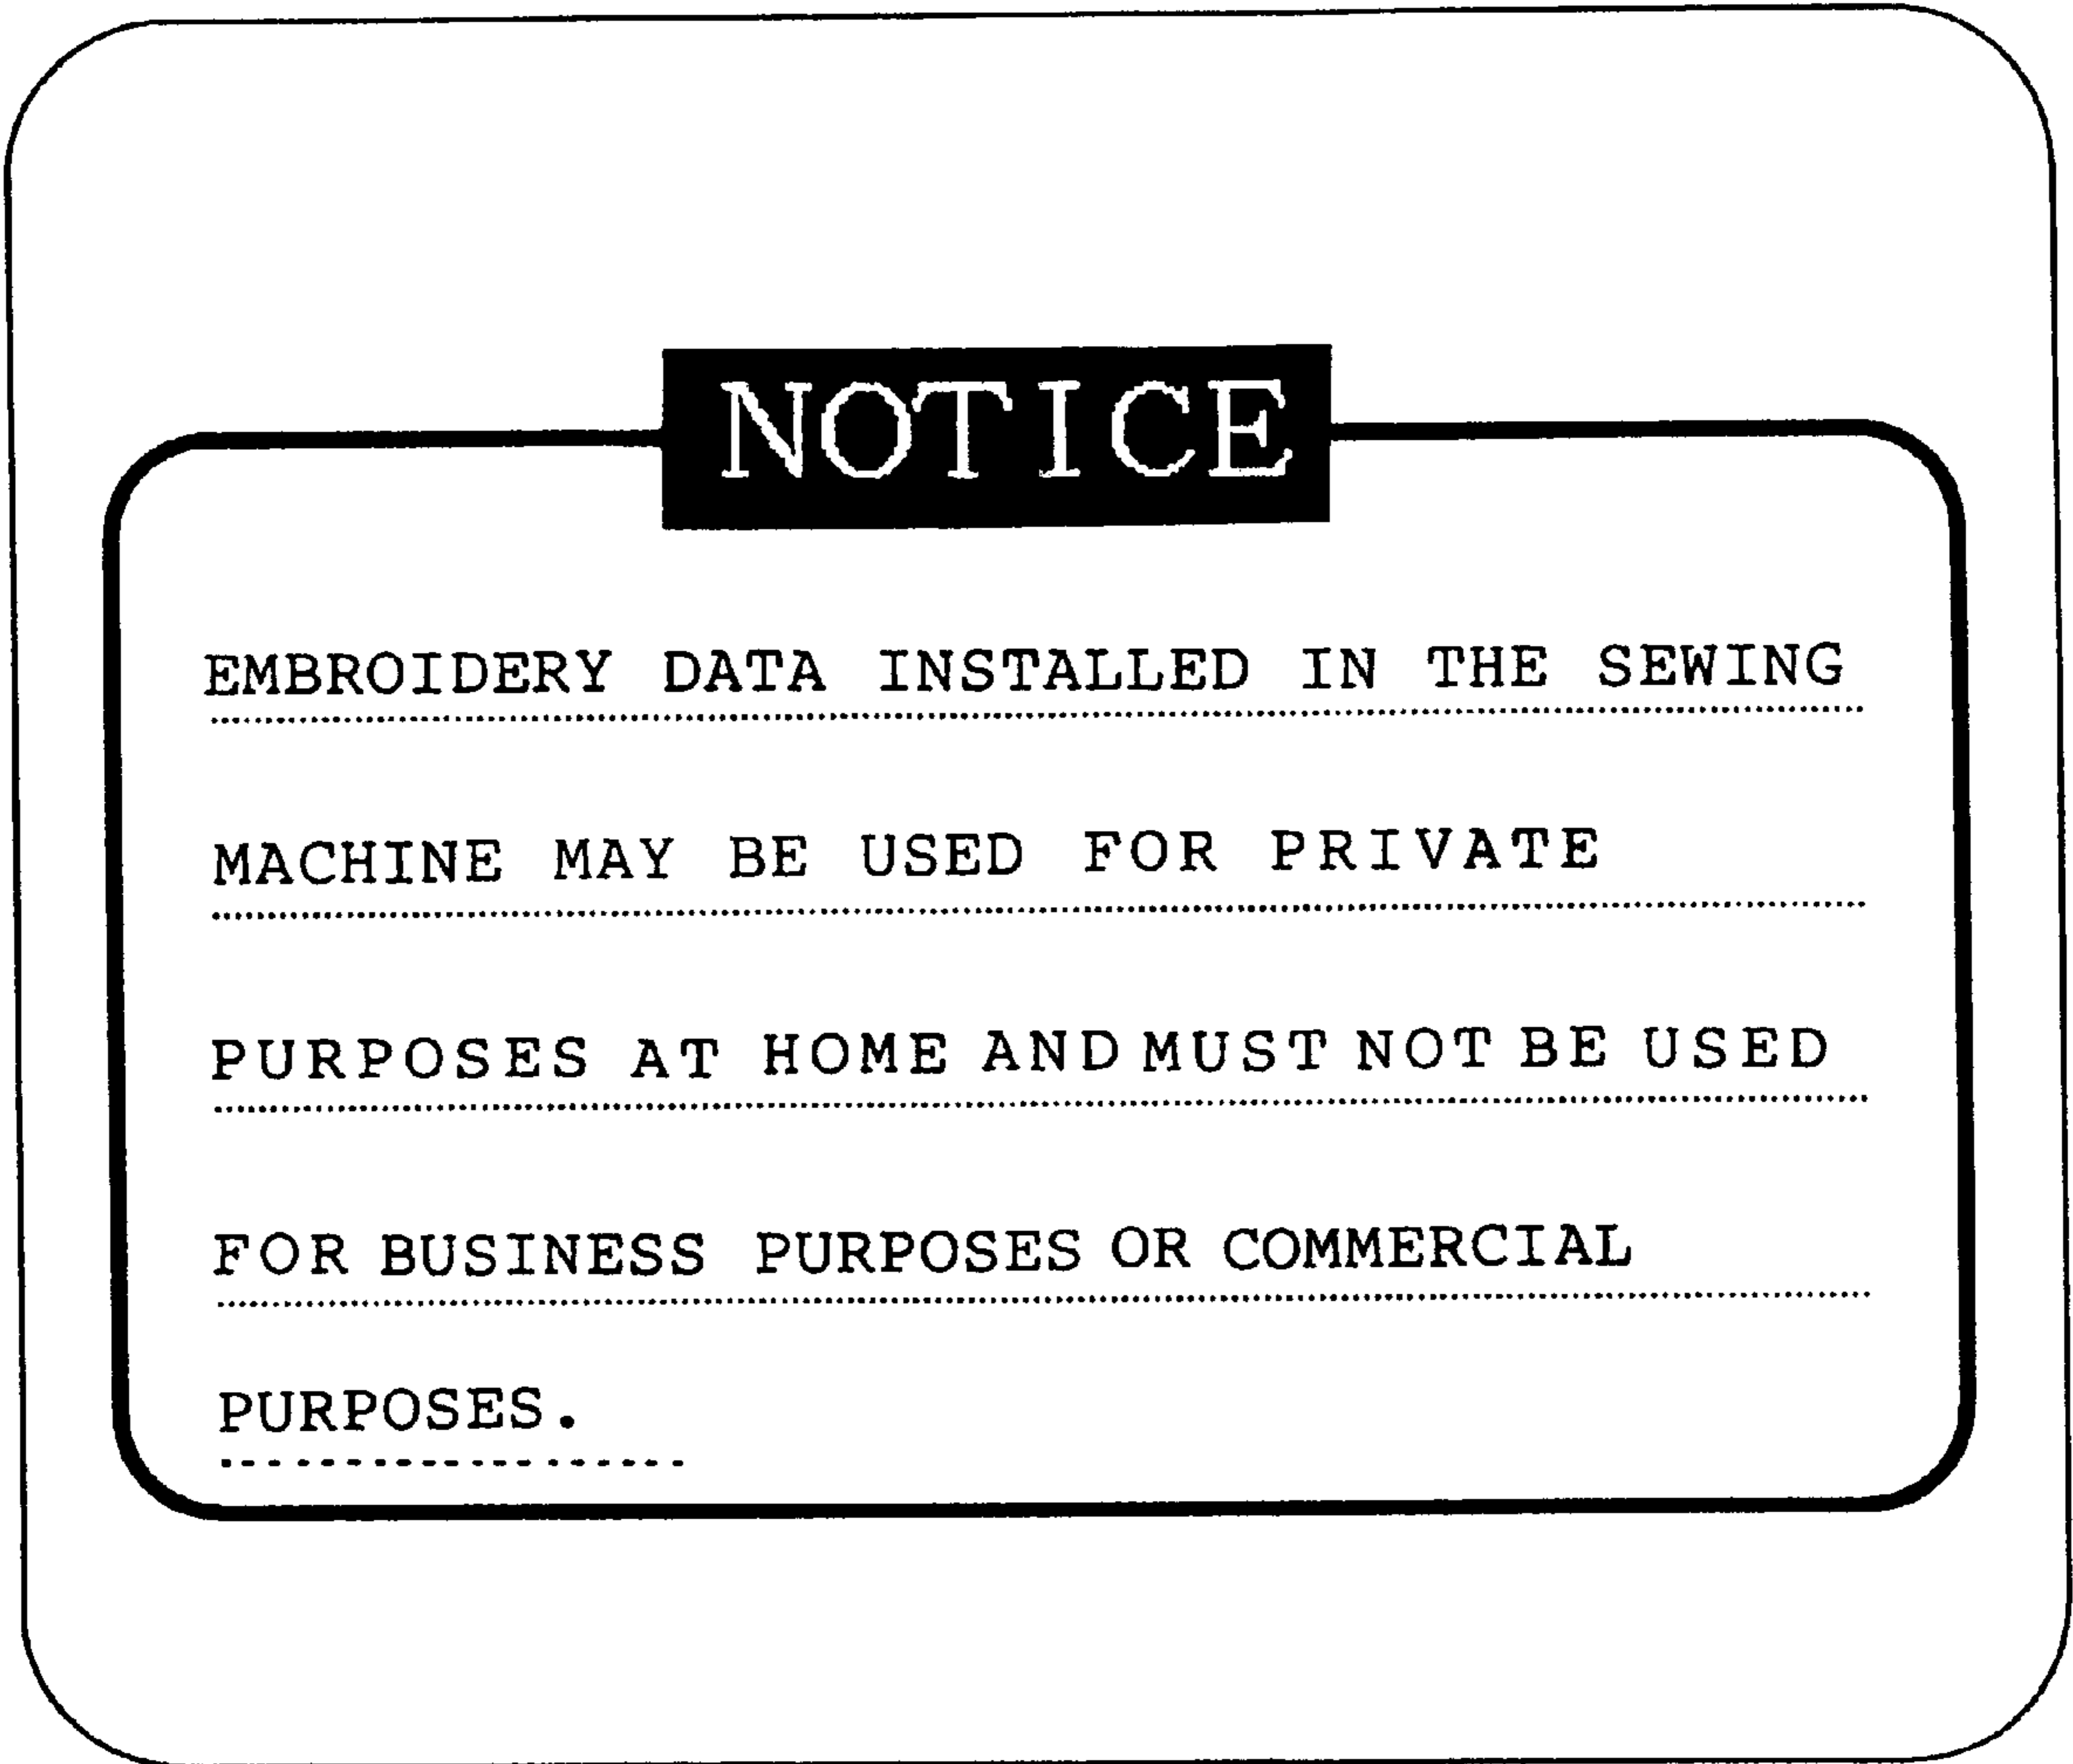 NOTICE
EMBROIDERY DATA INSTALLED IN THE SEWING
MACHINE MAY BE USED FOR PRIVATE
PURPOSES AT HOME AND MUST NOT BE USED
FOR BUSINESS PURPOSES OR COMMERCIAL
PURPOSES.